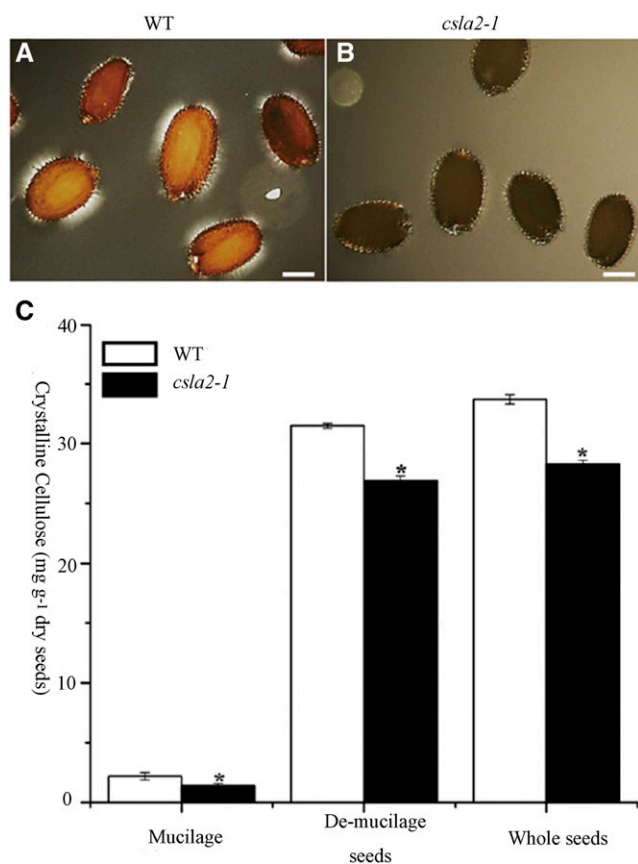 WT
csla2-1
A
B
C
40
WT
csla2-1
30
20
10
0
Crystalline Cellulose (mg g-1 dry seeds)
*
*
*
Mucilage
De-mucilage
seeds
Whole seeds